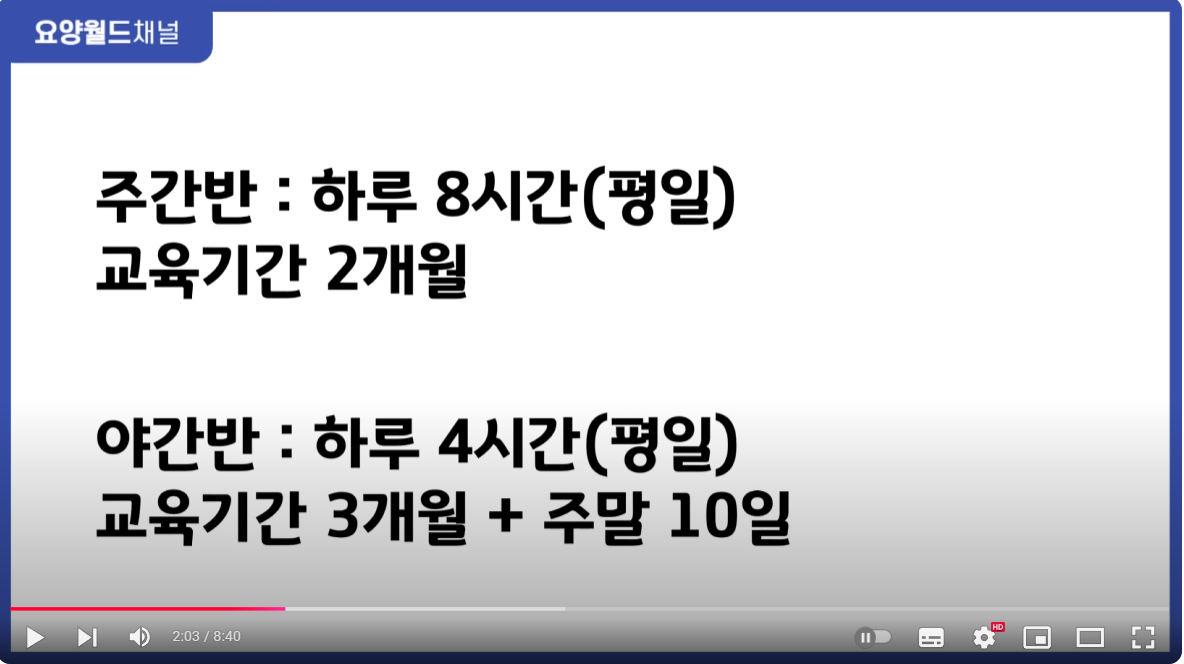 요양월드채널
주간반 : 하루 8시간(평일)
교육기간 2개월
야간반 : 하루 4시간(평일)
교육기간 3개월 + 주말 10일
2:03 / 8:40
HD